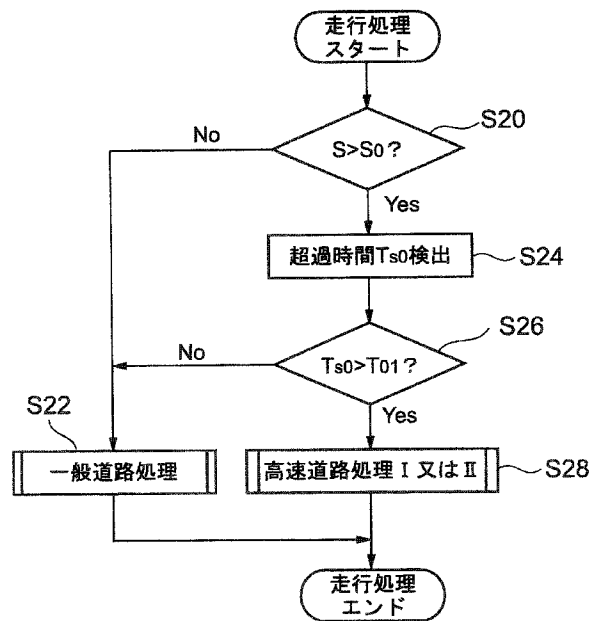 走行処理
スタート
S20
No
S>S0?
Yes
超過時間Ts0検出
S24
S26
No
Ts0>T01?
S22
Yes
一般道路処理
高速道路処理Ⅰ又はⅡ
S28
走行処理
エンド